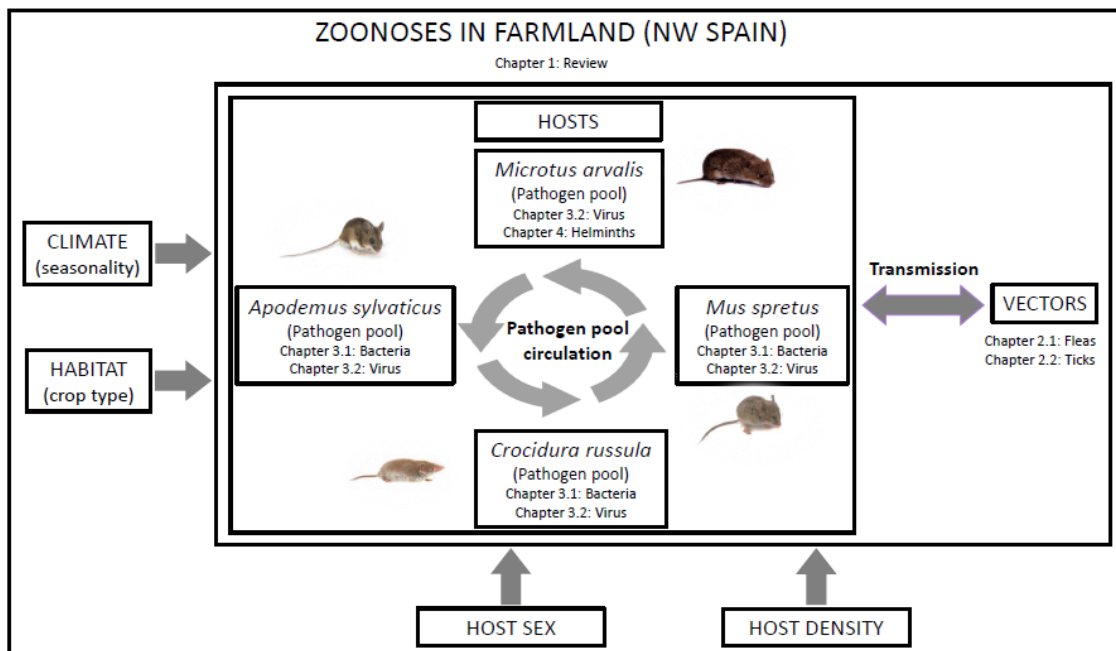 ZOONOSES IN FARMLAND (NW SPAIN)
Chapter 1: Review
HOSTS
Microtus arvalis
(Pathogen pool)
Chapter 3.2: Virus
Chapter 4: Helminths
CLIMATE
(seasonality)
HABITAT
(crop type)
Apodemus sylvaticus
(Pathogen pool)
Chapter 3.1: Bacteria
Chapter 3.2: Virus
Pathogen pool
circulation
Mus spretus
(Pathogen pool)
Chapter 3.1: Bacteria
Chapter 3.2: Virus
Transmission
VECTORS
Chapter 2.1: Fleas
Chapter 2.2: Ticks
Crocidura russula
(Pathogen pool)
Chapter 3.1: Bacteria
Chapter 3.2: Virus
HOST SEX
HOST DENSITY